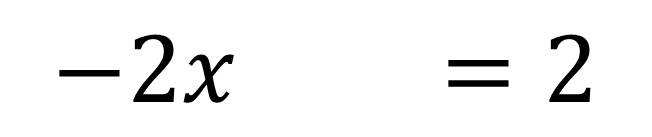 −2x = 2